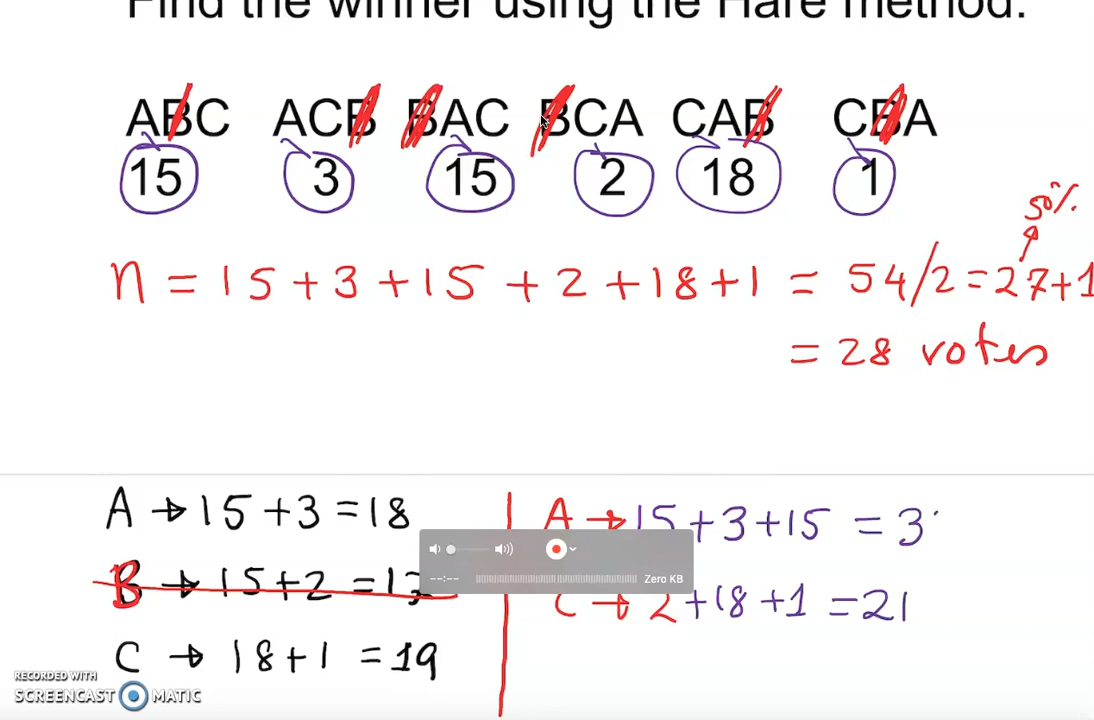 Find the winner using the Hare method.
ABC ACB BAC BCA CAB CBA
15 3 15 2 18 1
50%
n = 15 + 3 + 15 + 2 + 18 + 1 = 54/2 = 27+1
= 28 votes
A → 15 + 3 = 18
B → 15 + 2 = 17
C → 18 + 1 = 19
A → 15 + 3 + 15 = 3
C → 2 + 18 + 1 = 21
--:-- Zero KB
RECORDED WITH
SCREENCAST MATIC